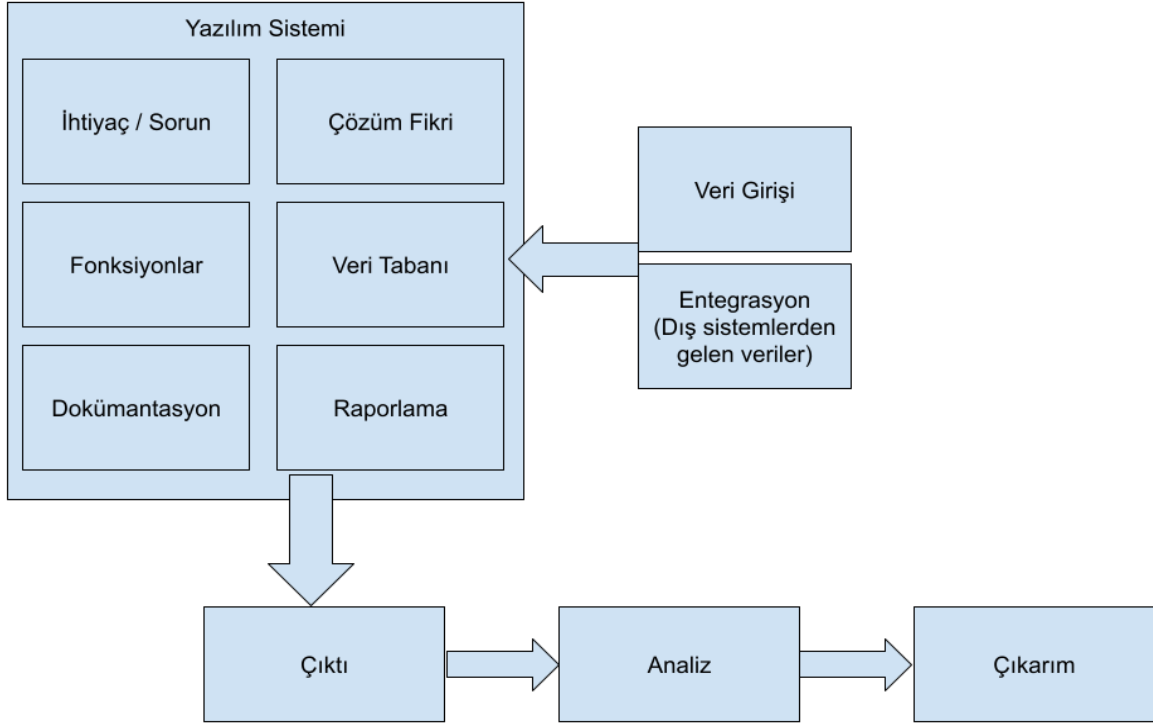 Yazılım Sistemi
İhtiyaç / Sorun
Çözüm Fikri
Fonksiyonlar
Veri Tabanı
Dokümantasyon
Raporlama
Veri Girişi
Entegrasyon
(Dış sistemlerden
gelen veriler)
Çıktı
Analiz
Çıkarım